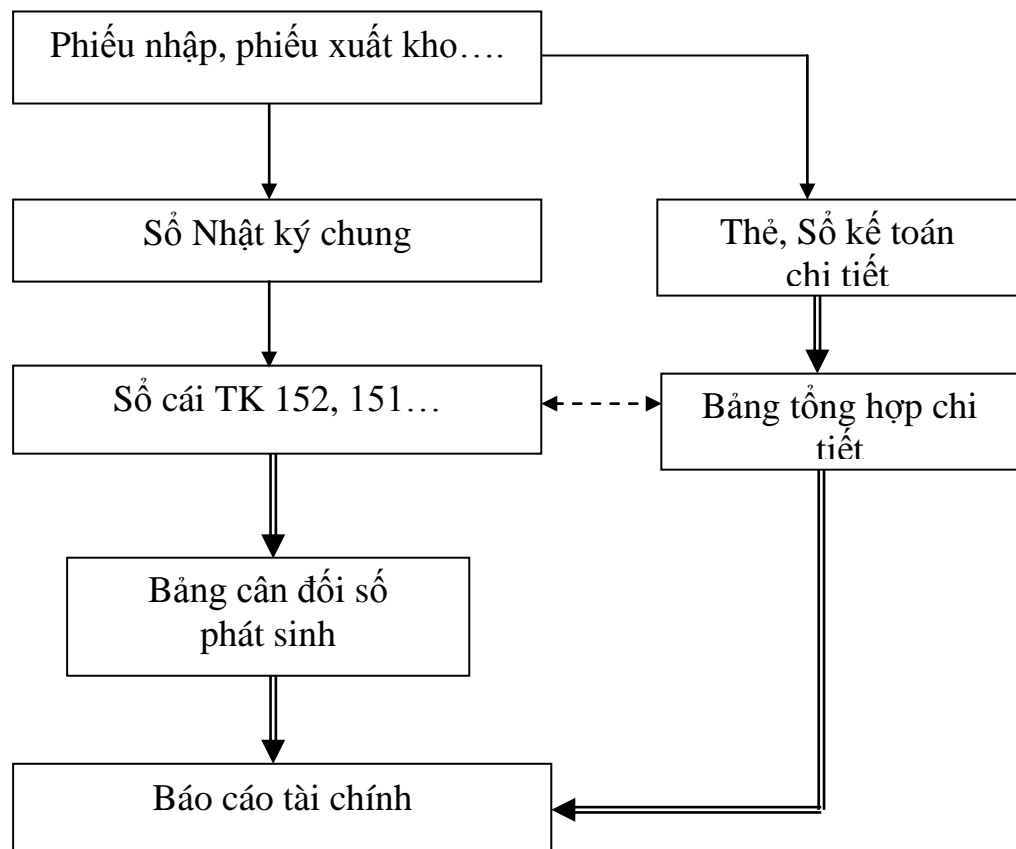 Phiếu nhập, phiếu xuất kho….
Sổ Nhật ký chung
Thẻ, Sổ kế toán
chi tiết
Sổ cái TK 152, 151…
Bảng tổng hợp chi
tiết
Bảng cân đối số
phát sinh
Báo cáo tài chính